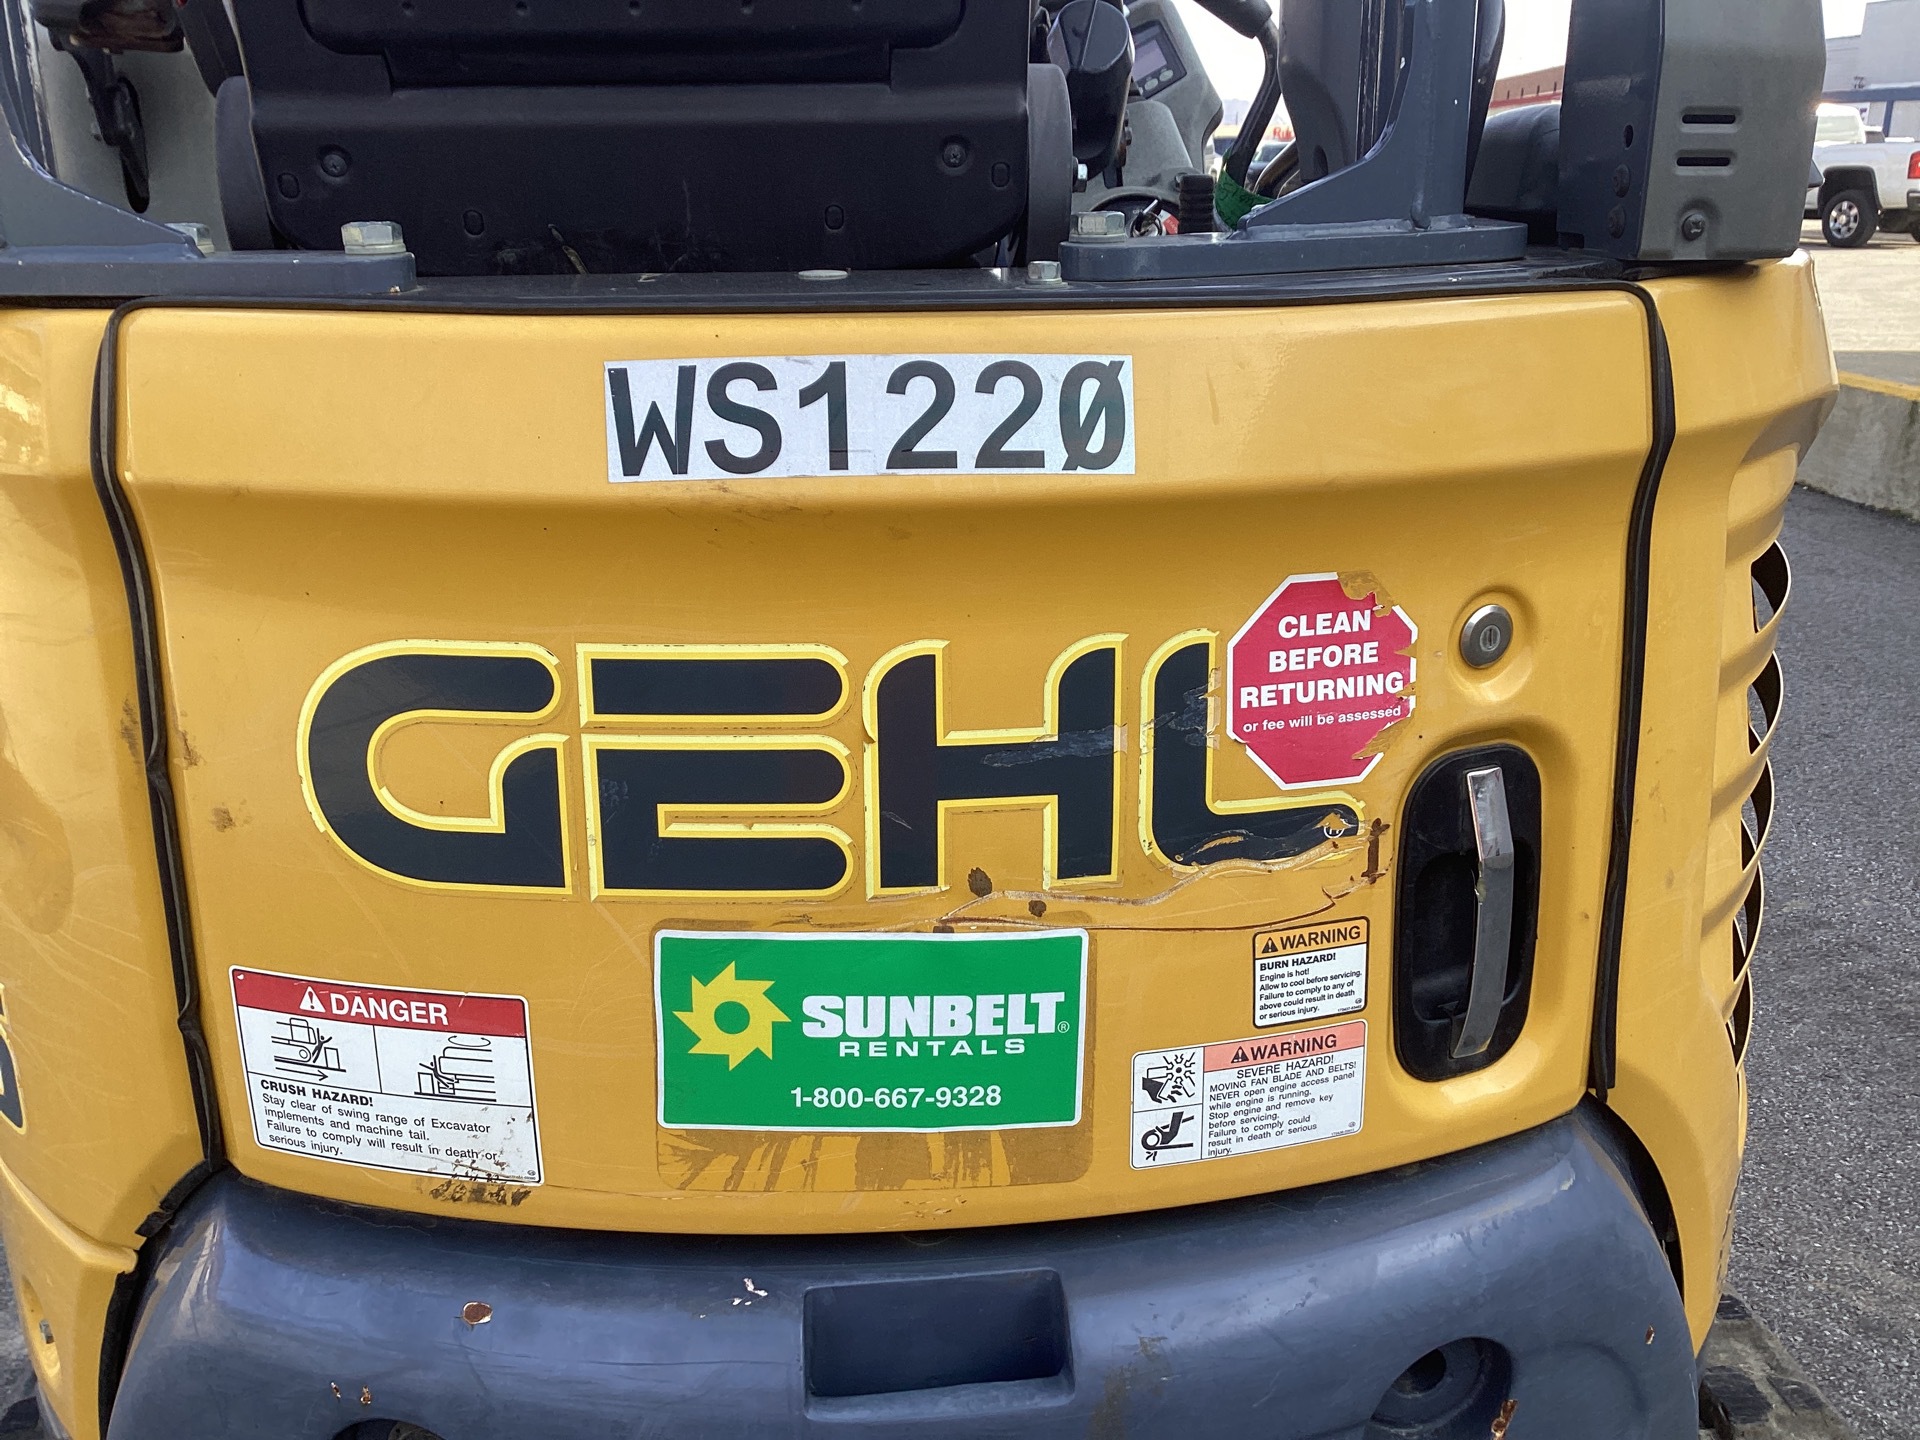 WS1220
CLEAN
BEFORE
RETURNING
or fee will be assessed
GEHL
WARNING
BURN HAZARD!
Engine is hot!
Allow to cool before servicing.
Failure to comply to any of
above could result in death
or serious injury.
DANGER
CRUSH HAZARD!
Stay clear of swing range of Excavator
implements and machine tail.
Failure to comply will result in death or
serious injury.
SUNBELT®
RENTALS
1-800-667-9328
WARNING
SEVERE HAZARD!
MOVING FAN BLADE AND BELTS!
NEVER open engine access panel
while engine is running.
Stop engine and remove key
before servicing.
Failure to comply could
result in death or serious
injury.